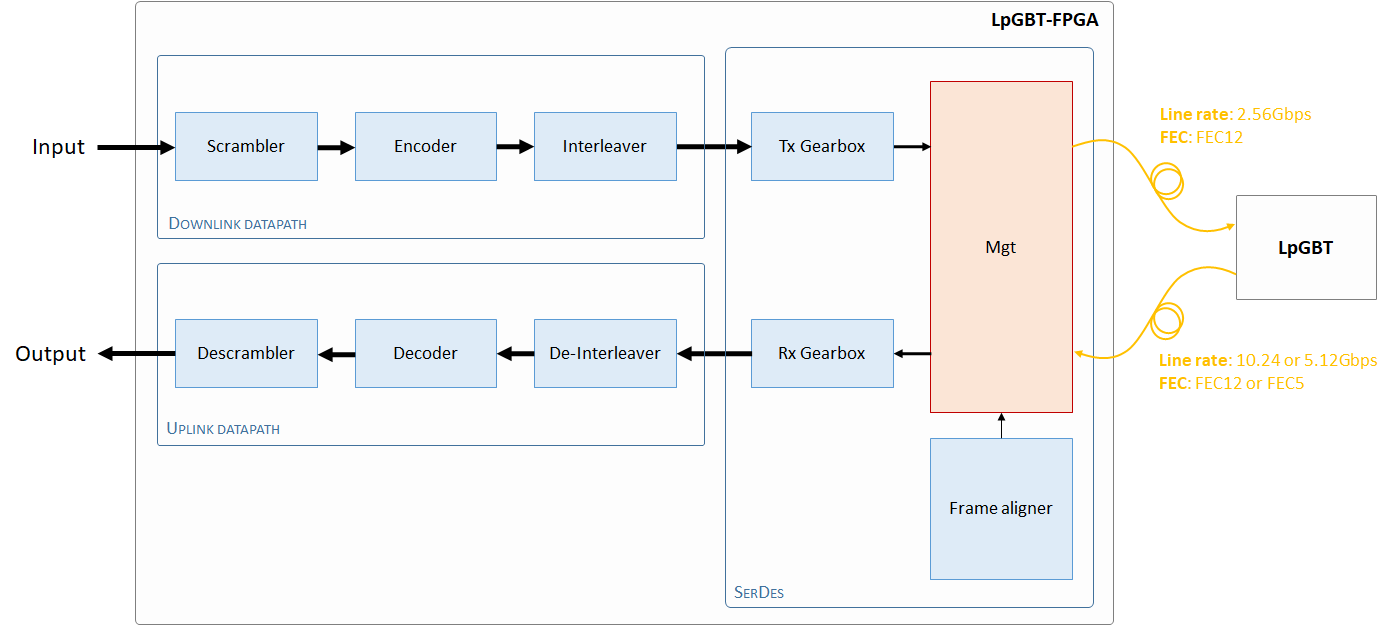 LpGBT-FPGA
Input
Scrambler
Encoder
Interleaver
Tx Gearbox
DOWNLINK DATAPATH
Mgt
Line rate: 2.56Gbps
FEC: FEC12
LpGBT
Output
Descrambler
Decoder
De-Interleaver
Rx Gearbox
UPLINK DATAPATH
Line rate: 10.24 or 5.12Gbps
FEC: FEC12 or FEC5
Frame aligner
SERDES